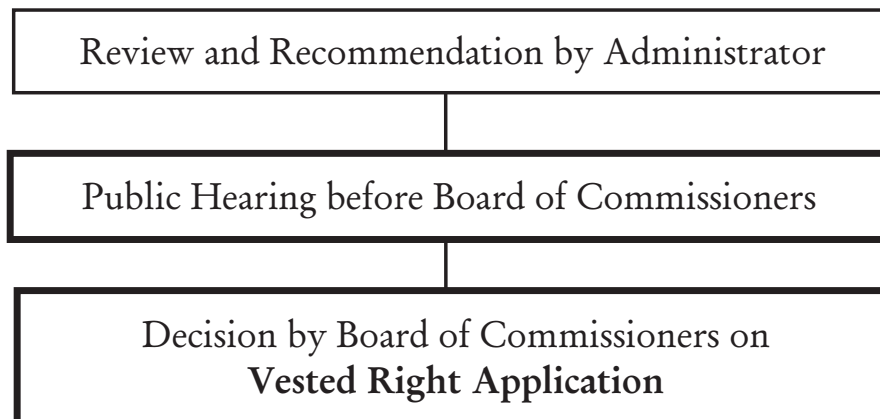 Review and Recommendation by Administrator
Public Hearing before Board of Commissioners
Decision by Board of Commissioners on
Vested Right Application